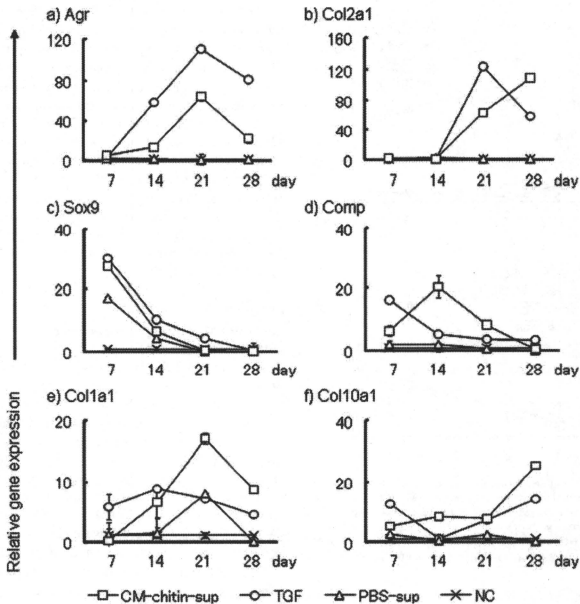 a) Agr
120
80
40
0
7 14 21 28 day
b) Col2a1
160
120
80
40
0
7 14 21 28 day
c) Sox9
40
20
0
7 14 21 28 day
d) Comp
40
20
0
7 14 21 28 day
e) Col1a1
20
10
0
7 14 21 28 day
f) Col10a1
40
20
0
7 14 21 28 day
Relative gene expression
CM-chitin-sup TGF PBS-sup NC